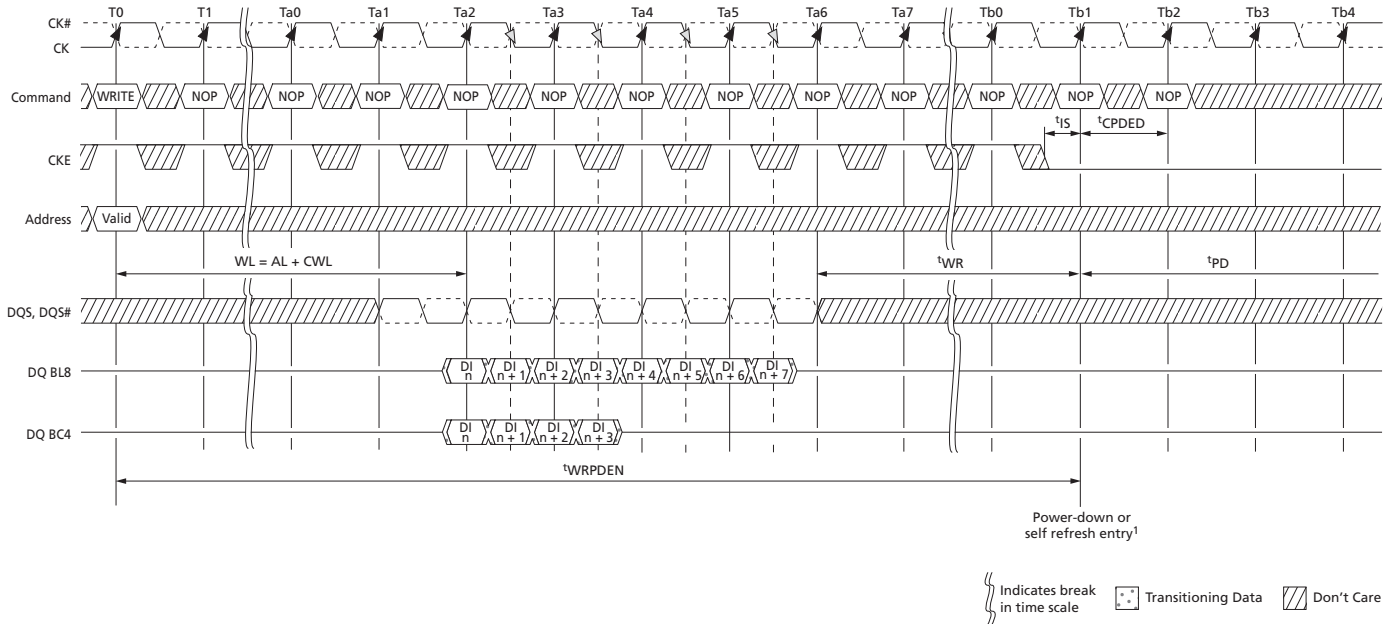 T0 T1 Ta0 Ta1 Ta2 Ta3 Ta4 Ta5 Ta6 Ta7 Tb0 Tb1 Tb2 Tb3 Tb4
CK#
CK
Command WRITE NOP NOP NOP NOP NOP NOP NOP NOP NOP NOP NOP NOP
tIS tCPDED
CKE
Address Valid
WL = AL + CWL tWR tPD
DQS, DQS#
DQ BL8 DI n DI n + 1 DI n + 2 DI n + 3 DI n + 4 DI n + 5 DI n + 6 DI n + 7
DQ BC4 DI n DI n + 1 DI n + 2 DI n + 3
tWRPDEN
Power-down or
self refresh entry1
Indicates break
in time scale
Transitioning Data
Don't Care